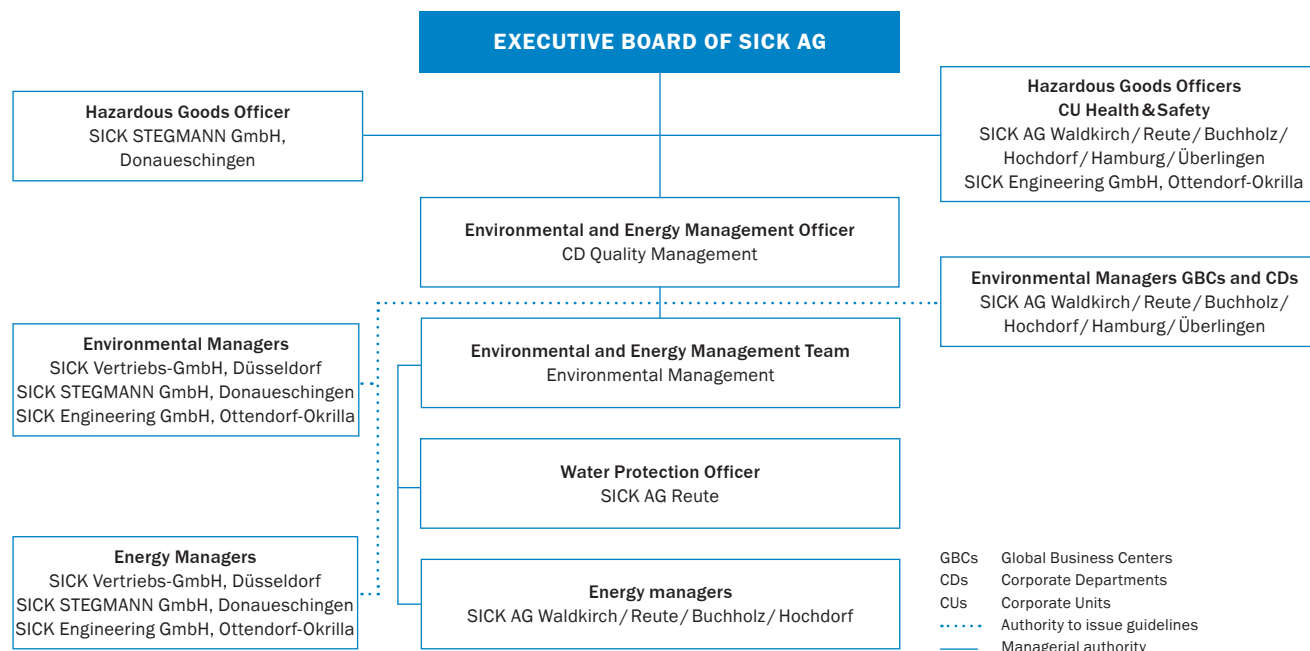 EXECUTIVE BOARD OF SICK AG
Hazardous Goods Officer
SICK STEGMANN GmbH,
Donaueschingen
Hazardous Goods Officers
CU Health & Safety
SICK AG Waldkirch / Reute / Buchholz /
Hochdorf / Hamburg / Überlingen
SICK Engineering GmbH, Ottendorf-Okrilla
Environmental and Energy Management Officer
CD Quality Management
Environmental Managers GBCs and CDs
SICK AG Waldkirch / Reute / Buchholz /
Hochdorf / Hamburg / Überlingen
Environmental Managers
SICK Vertriebs-GmbH, Düsseldorf
SICK STEGMANN GmbH, Donaueschingen
SICK Engineering GmbH, Ottendorf-Okrilla
Environmental and Energy Management Team
Environmental Management
Water Protection Officer
SICK AG Reute
Energy Managers
SICK Vertriebs-GmbH, Düsseldorf
SICK STEGMANN GmbH, Donaueschingen
SICK Engineering GmbH, Ottendorf-Okrilla
Energy managers
SICK AG Waldkirch / Reute / Buchholz / Hochdorf
GBCs Global Business Centers
CDs Corporate Departments
CUs Corporate Units
Authority to issue guidelines
Managerial authority